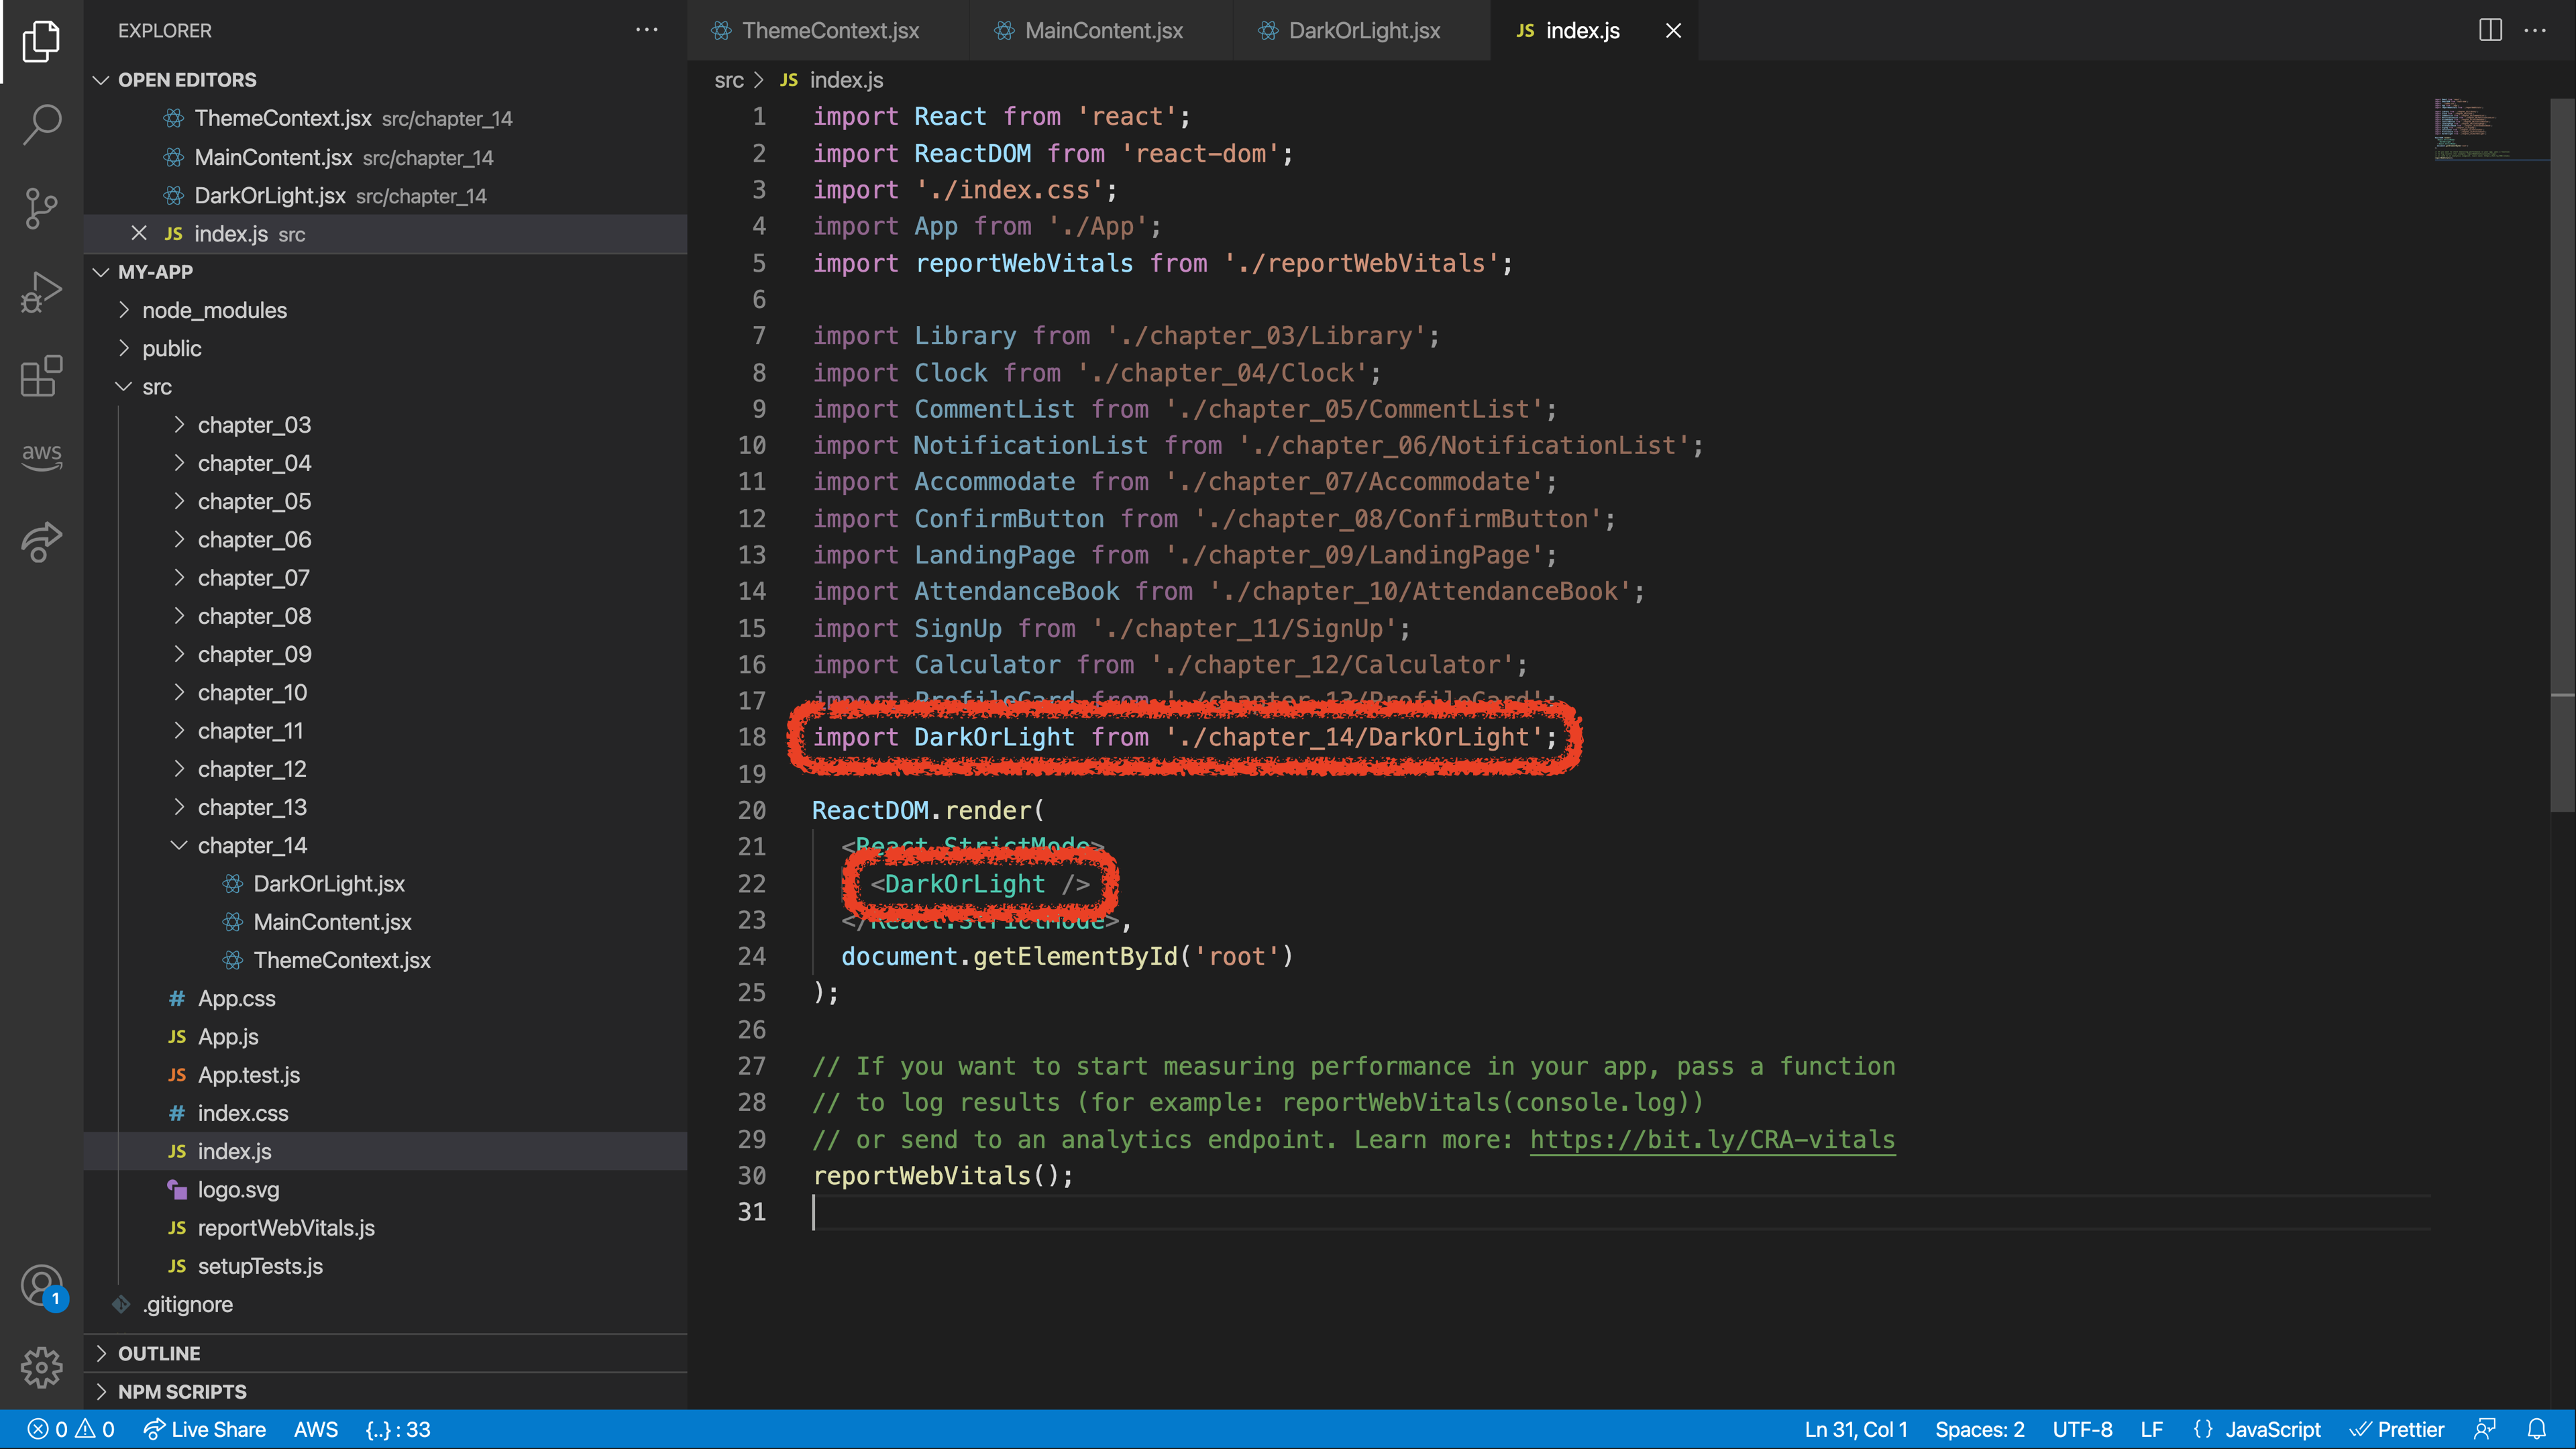 EXPLORER
OPEN EDITORS
ThemeContext.jsx src/chapter_14
MainContent.jsx src/chapter_14
DarkOrLight.jsx src/chapter_14
JS index.js src
MY-APP
node_modules
public
src
chapter_03
chapter_04
chapter_05
chapter_06
chapter_07
chapter_08
chapter_09
chapter_10
chapter_11
chapter_12
chapter_13
chapter_14
DarkOrLight.jsx
MainContent.jsx
ThemeContext.jsx
# App.css
JS App.js
JS App.test.js
# index.css
JS index.js
logo.svg
JS reportWebVitals.js
JS setupTests.js
.gitignore
OUTLINE
NPM SCRIPTS
aws
1
ThemeContext.jsx
MainContent.jsx
DarkOrLight.jsx
JS index.js
src > JS index.js
1 import React from 'react';
2 import ReactDOM from 'react-dom';
3 import './index.css';
4 import App from './App';
5 import reportWebVitals from './reportWebVitals';
6
7 import Library from './chapter_03/Library';
8 import Clock from './chapter_04/Clock';
9 import CommentList from './chapter_05/CommentList';
10 import NotificationList from './chapter_06/NotificationList';
11 import Accommodate from './chapter_07/Accommodate';
12 import ConfirmButton from './chapter_08/ConfirmButton';
13 import LandingPage from './chapter_09/LandingPage';
14 import AttendanceBook from './chapter_10/AttendanceBook';
15 import SignUp from './chapter_11/SignUp';
16 import Calculator from './chapter_12/Calculator';
17 import ProfileCard from './chapter_13/ProfileCard';
18 import DarkOrLight from './chapter_14/DarkOrLight';
19
20 ReactDOM.render(
21 <React.StrictMode>
22 <DarkOrLight />
23 </React.StrictMode>,
24 document.getElementById('root')
25 );
26
27 // If you want to start measuring performance in your app, pass a function
28 // to log results (for example: reportWebVitals(console.log))
29 // or send to an analytics endpoint. Learn more: https://bit.ly/CRA-vitals
30 reportWebVitals();
31
0 0 Live Share AWS {..} : 33
Ln 31, Col 1 Spaces: 2 UTF-8 LF {} JavaScript Prettier